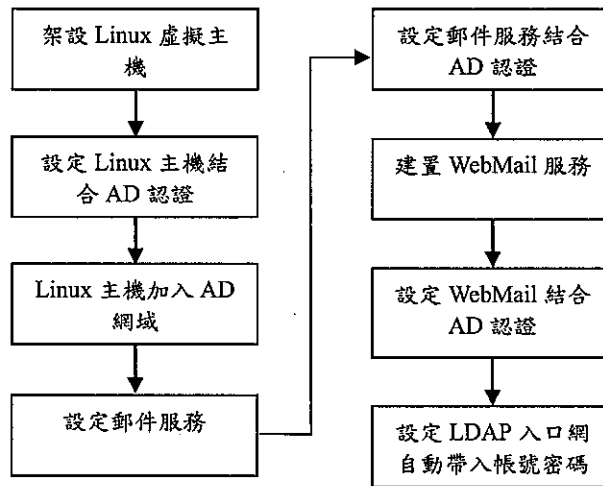 架設 Linux 虛擬主
機
設定 Linux 主機結
合 AD 認證
Linux 主機加入 AD
網域
設定郵件服務
設定郵件服務結合
AD 認證
建置 WebMail 服務
設定 WebMail 結合
AD 認證
設定 LDAP 入口網
自動帶入帳號密碼